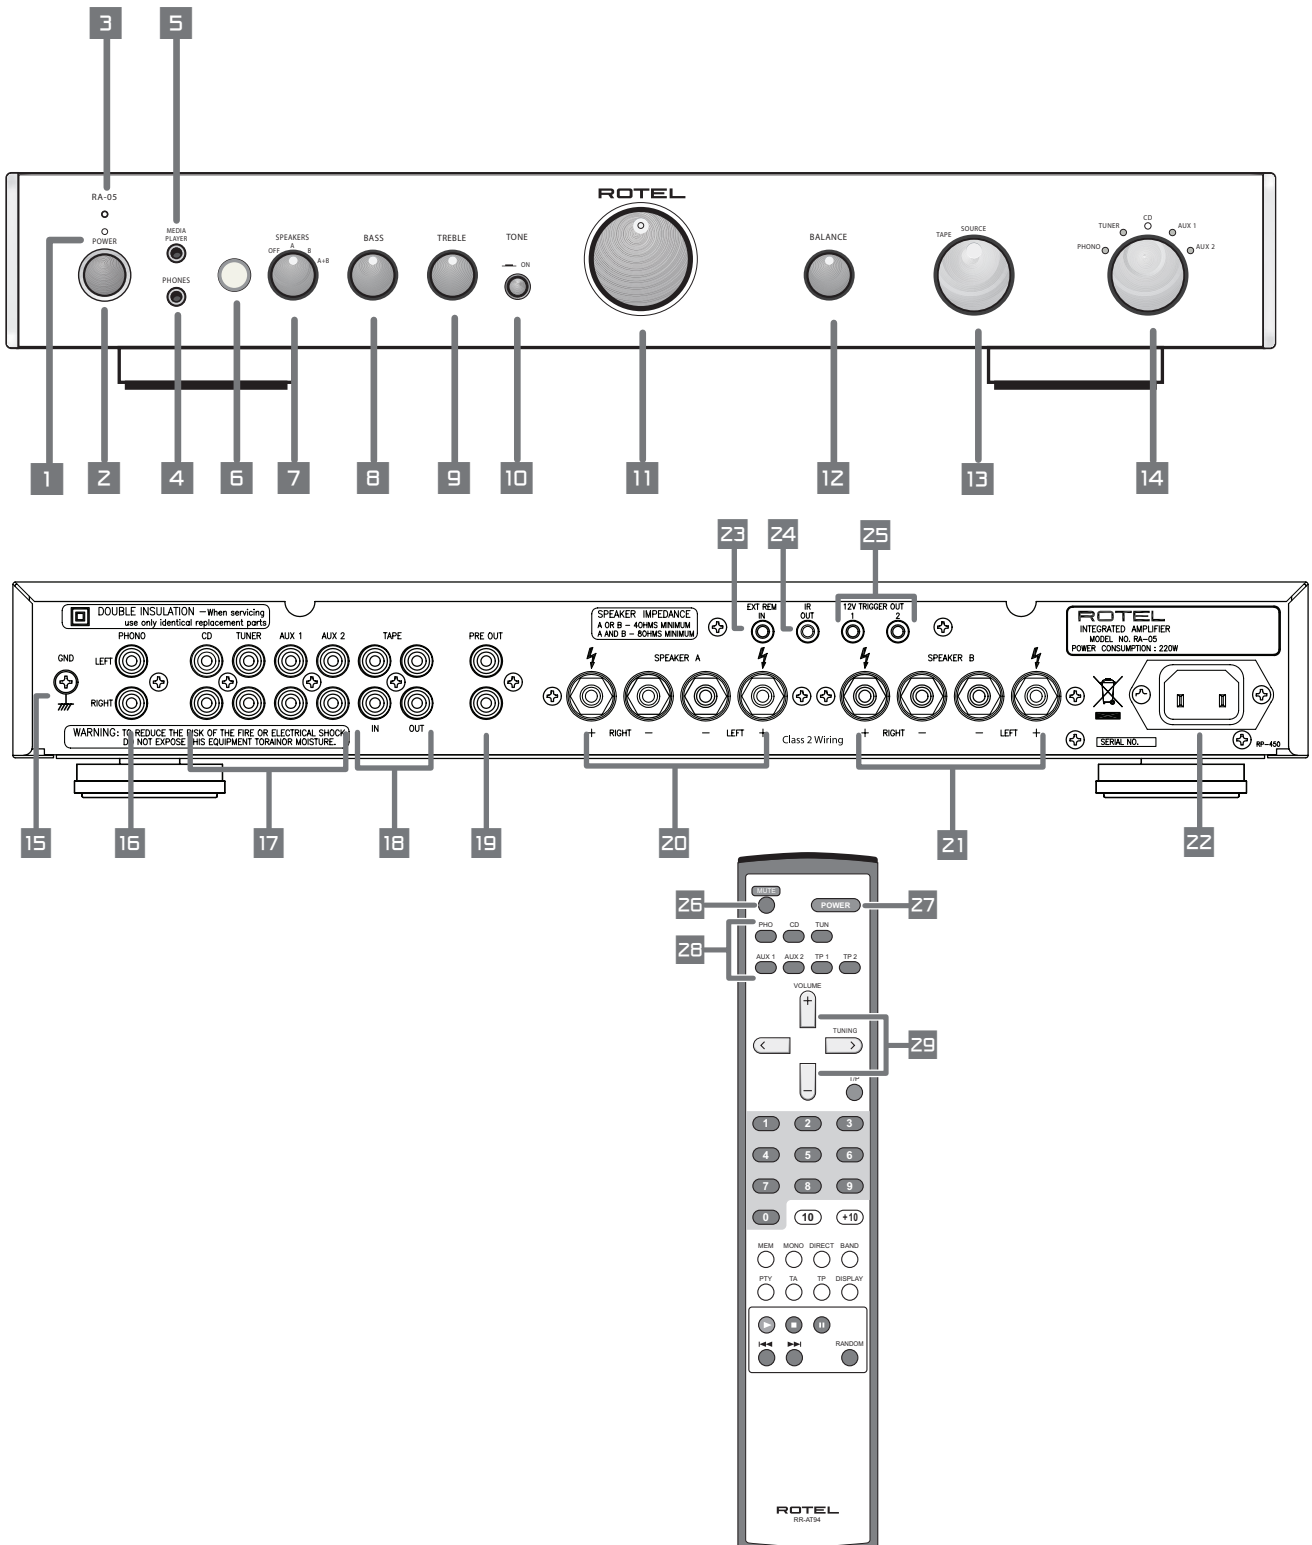 3
5
RA-05
POWER
MEDIA
PLAYER
PHONES
SPEAKERS
OFF A B A+B
BASS
TREBLE
TONE
ON
ROTEL
BALANCE
TAPE SOURCE
PHONO TUNER CD AUX 1 AUX 2
1 2 4 6 7 8 9 10 11 12 13 14
23 24 25
DOUBLE INSULATION – When servicing
use only identical replacement parts
SPEAKER IMPEDANCE
A OR B – 4OHMS MINIMUM
A AND B – 8OHMS MINIMUM
EXT REM
IN
IR
OUT
12V TRIGGER OUT
1 2
ROTEL
INTEGRATED AMPLIFIER
MODEL NO. RA-05
POWER CONSUMPTION : 220W
PHONO CD TUNER AUX 1 AUX 2 TAPE PRE OUT
GND
LEFT
RIGHT
SPEAKER A
SPEAKER B
IN OUT
+ RIGHT – – LEFT +
Class 2 Wiring
+ RIGHT – – LEFT +
SERIAL NO.
RP-450
WARNING: TO REDUCE THE RISK OF THE FIRE OR ELECTRICAL SHOCK,
DO NOT EXPOSE THIS EQUIPMENT TORAINOR MOISTURE.
15 16 17 18 19 20 21 22
26
MUTE
POWER
27
28
PHO CD TUN
AUX 1 AUX 2 TP 1 TP 2
VOLUME
+
TUNING
< >
29
–
T/P
1 2 3
4 5 6
7 8 9
0 10 +10
MEM MONO DIRECT BAND
PTY TA TP DISPLAY
RANDOM
ROTEL
RR-AT94